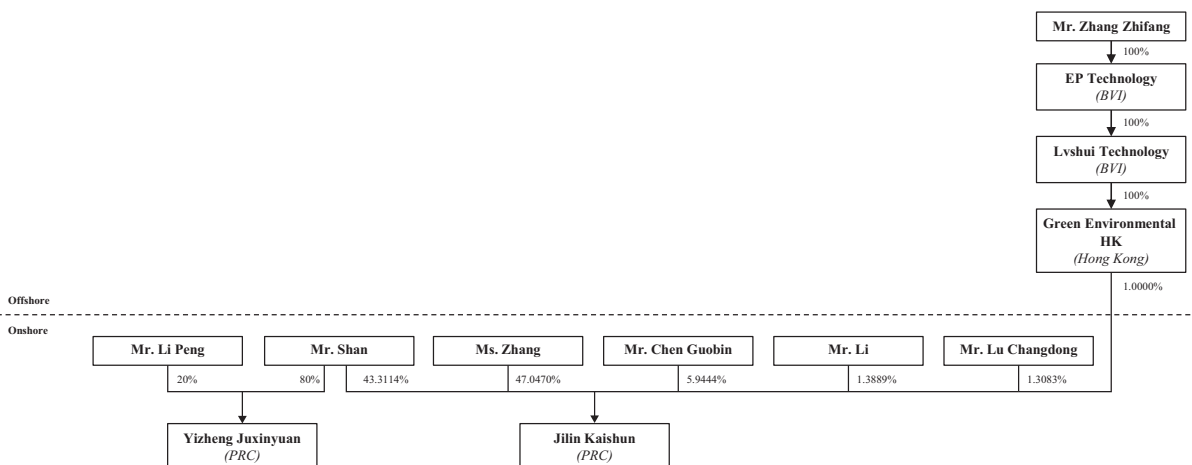 Mr. Zhang Zhifang
100%
EP Technology
(BVI)
100%
Lvshui Technology
(BVI)
100%
Green Environmental
HK
(Hong Kong)
1.0000%
Offshore
Onshore
Mr. Li Peng
Mr. Shan
Ms. Zhang
Mr. Chen Guobin
Mr. Li
Mr. Lu Changdong
20%
80%
43.3114%
47.0470%
5.9444%
1.3889%
1.3083%
Yizheng Juxinyuan
(PRC)
Jilin Kaishun
(PRC)